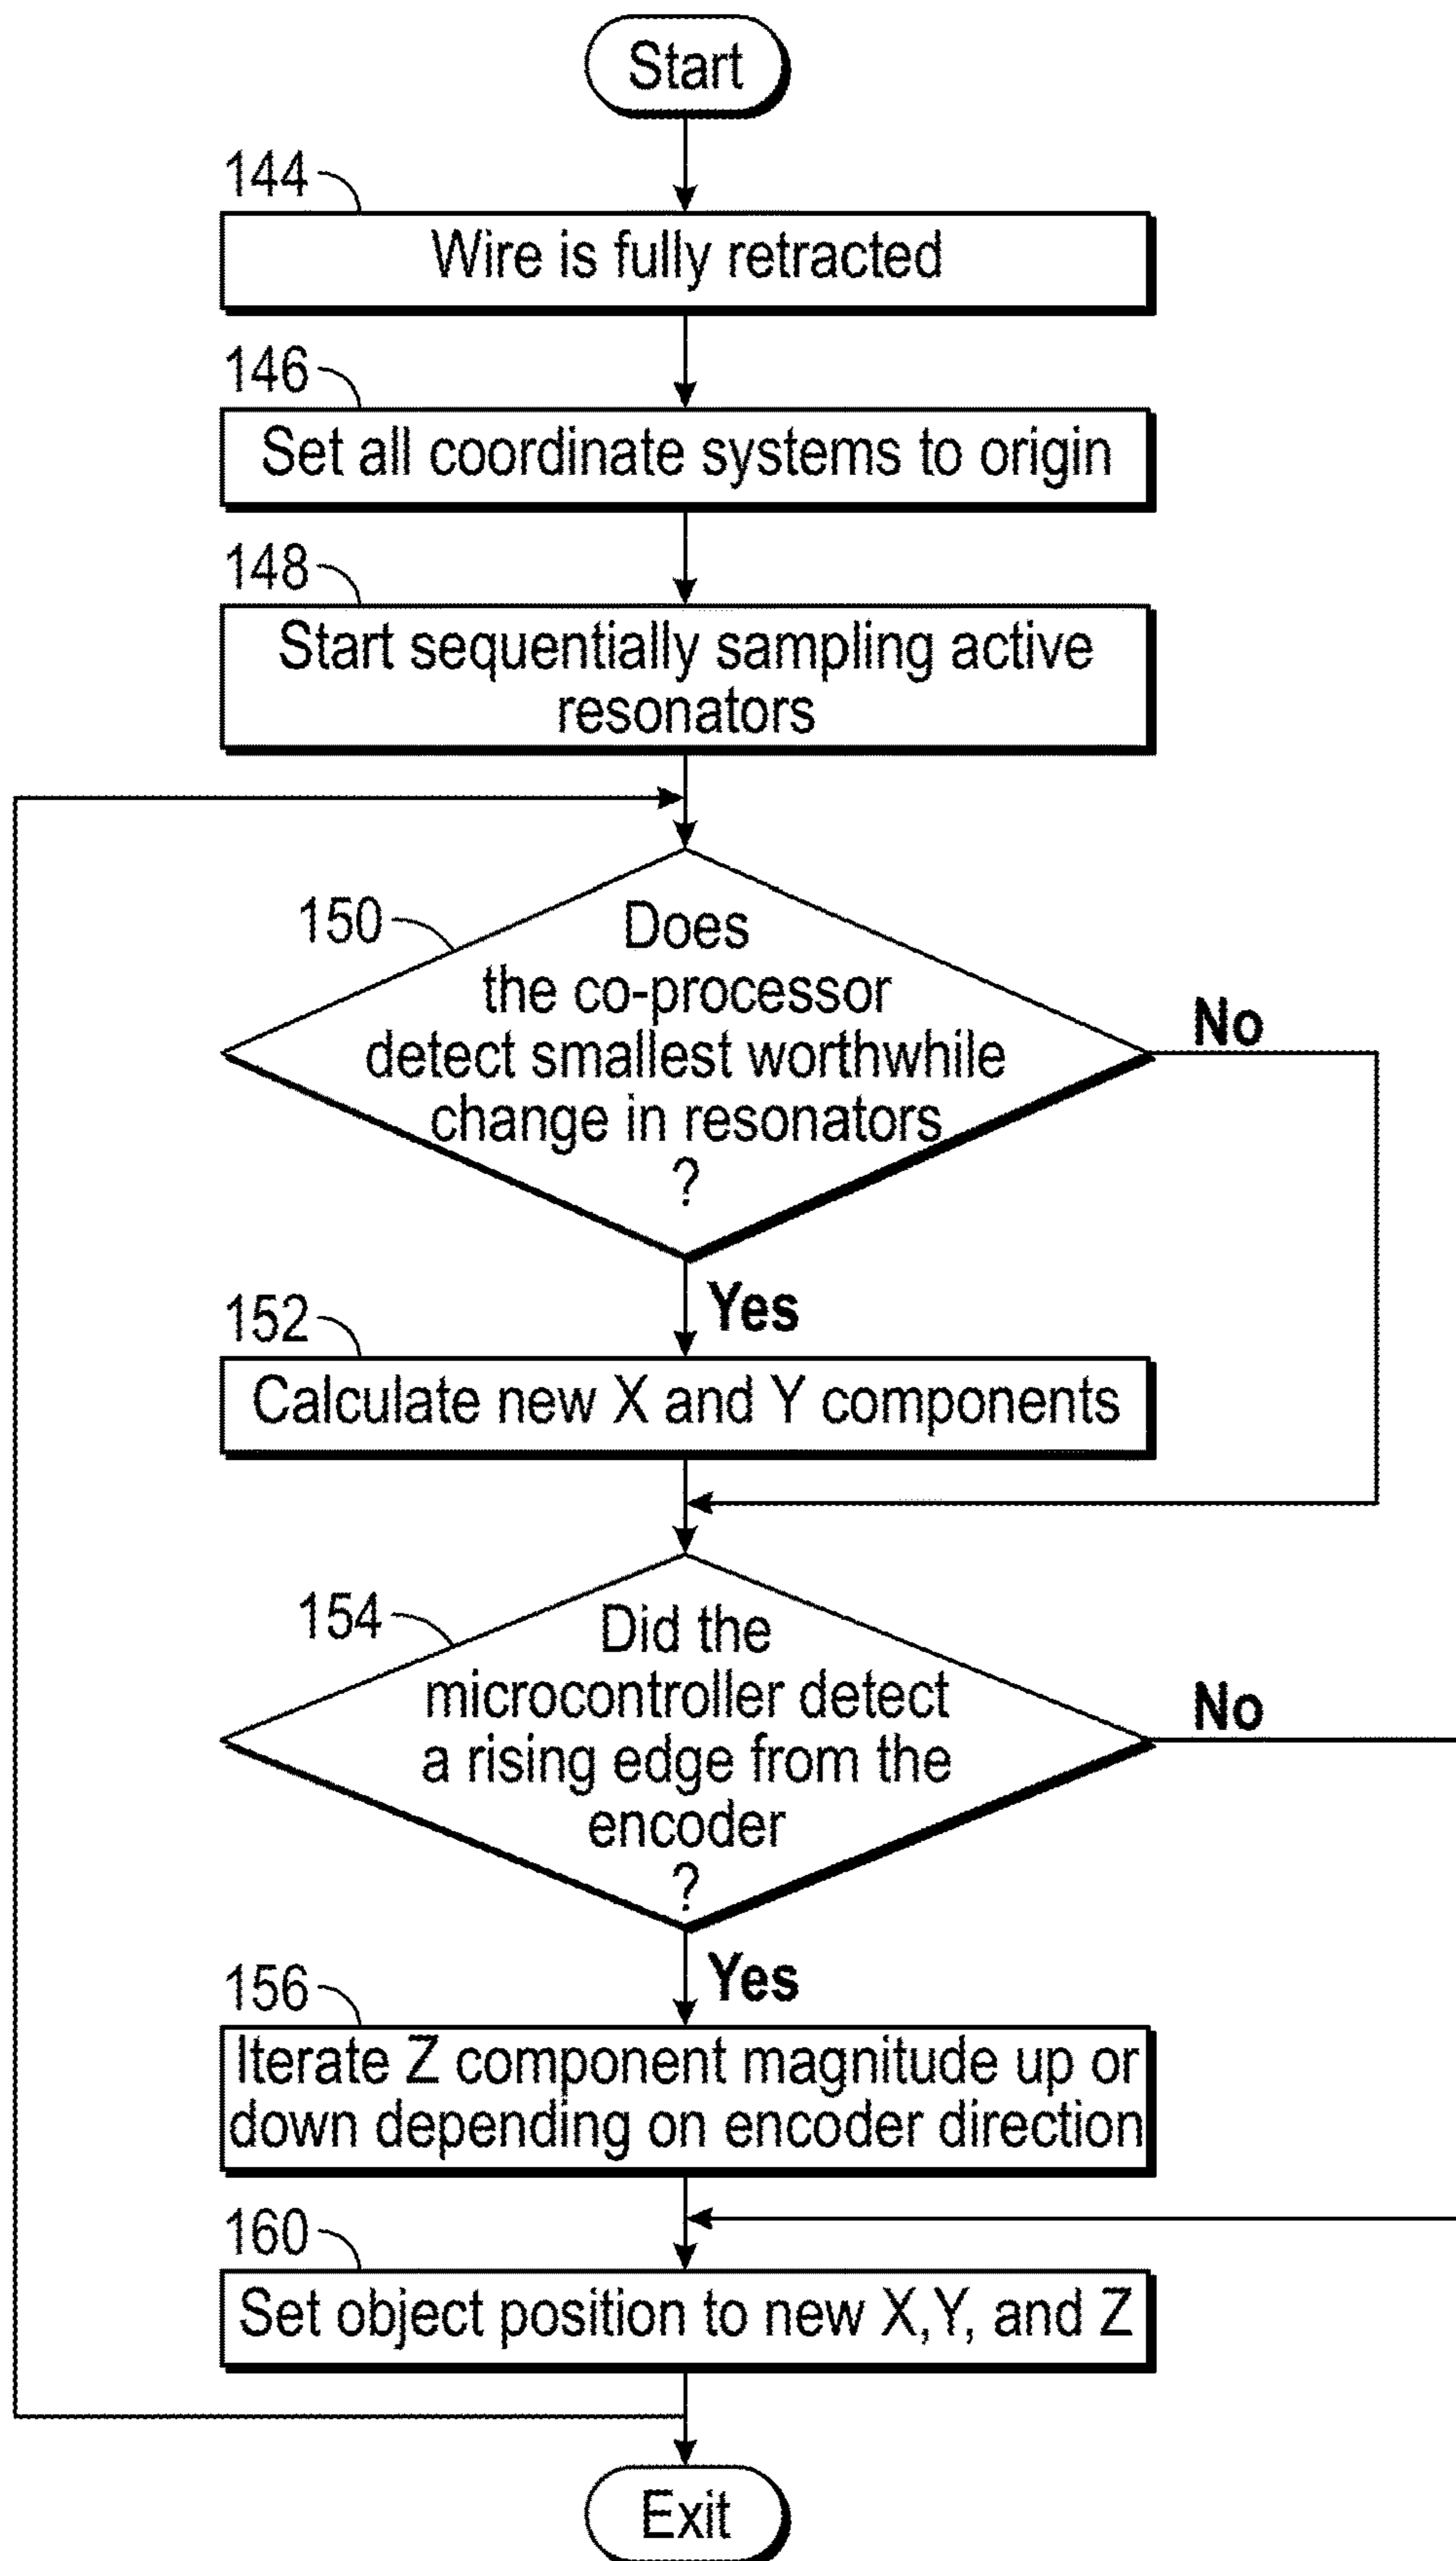 Start
144
Wire is fully retracted
146
Set all coordinate systems to origin
148
Start sequentially sampling active
resonators
150
Does
the co-processor
detect smallest worthwhile
change in resonators
?
No
Yes
152
Calculate new X and Y components
154
Did the
microcontroller detect
a rising edge from the
encoder
?
No
Yes
156
Iterate Z component magnitude up or
down depending on encoder direction
160
Set object position to new X,Y, and Z
Exit